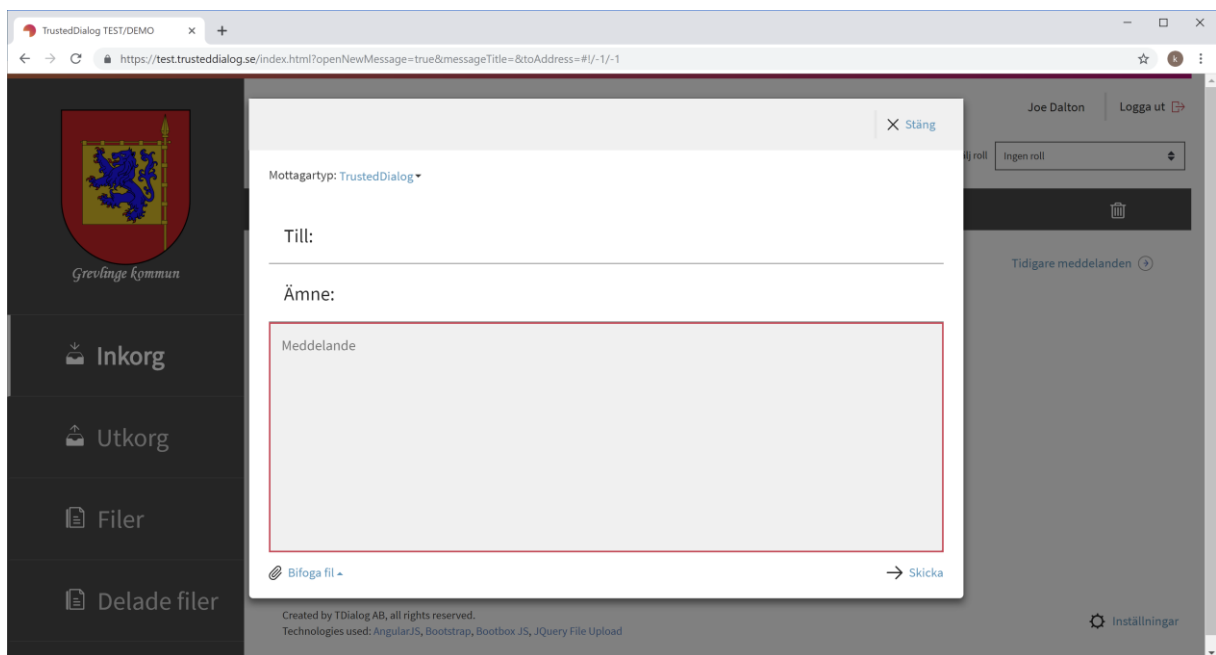 TrustedDialog TEST/DEMO
https://test.trusteddialog.se/index.html?openNewMessage=true&messageTitle=&toAddress=#!/-1/-1
k
Joe Dalton
Logga ut
Stäng
roll
Ingen roll
Mottagartyp: TrustedDialog
Till:
Grevlinge kommun
Tidigare meddelanden
Ämne:
Meddelande
Inkorg
Utkorg
Filer
Bifoga fil
Skicka
Delade filer
Created by TDialog AB, all rights reserved.
Technologies used: AngularJS, Bootstrap, Bootbox JS, JQuery File Upload
Inställningar